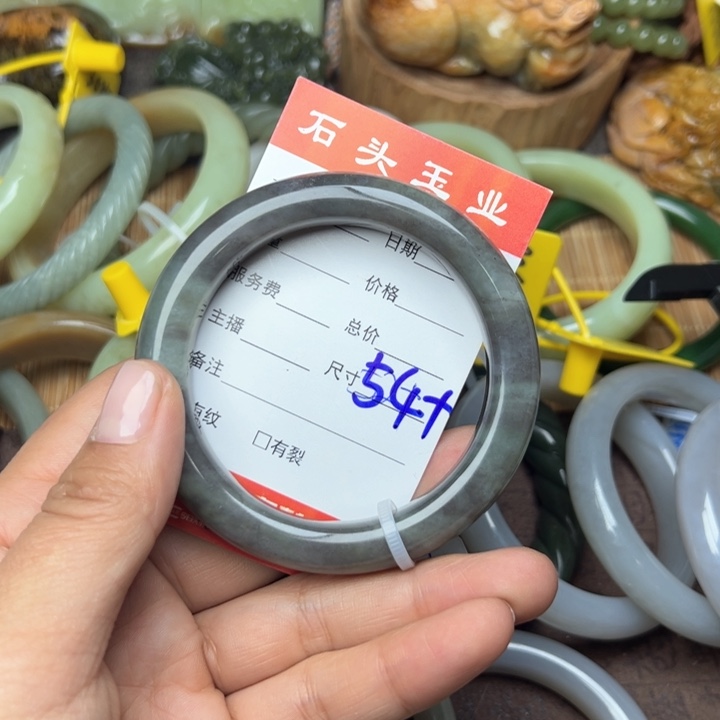 石头玉业
日期
服务费 价格
主播 总价
备注 尺寸 54+
有纹 □有裂